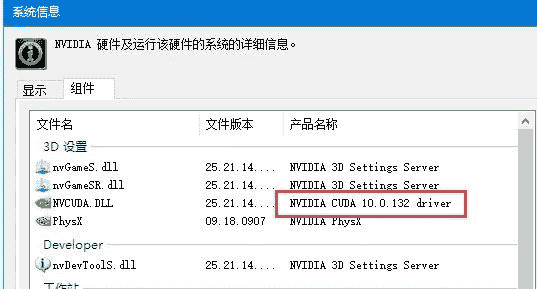 系统信息
NVIDIA 硬件及运行该硬件的系统的详细信息。
显示 组件
文件名 文件版本 产品名称
3D 设置
nvGameS.dll 25.21.14.... NVIDIA 3D Settings Server
nvGameSR.dll 25.21.14.... NVIDIA 3D Settings Server
NVCUDA.DLL 25.21.14.... NVIDIA CUDA 10.0.132 driver
PhysX 09.18.0907 NVIDIA PhysX
Developer
nvDevToolS.dll 25.21.14.... NVIDIA 3D Settings Server
工作站